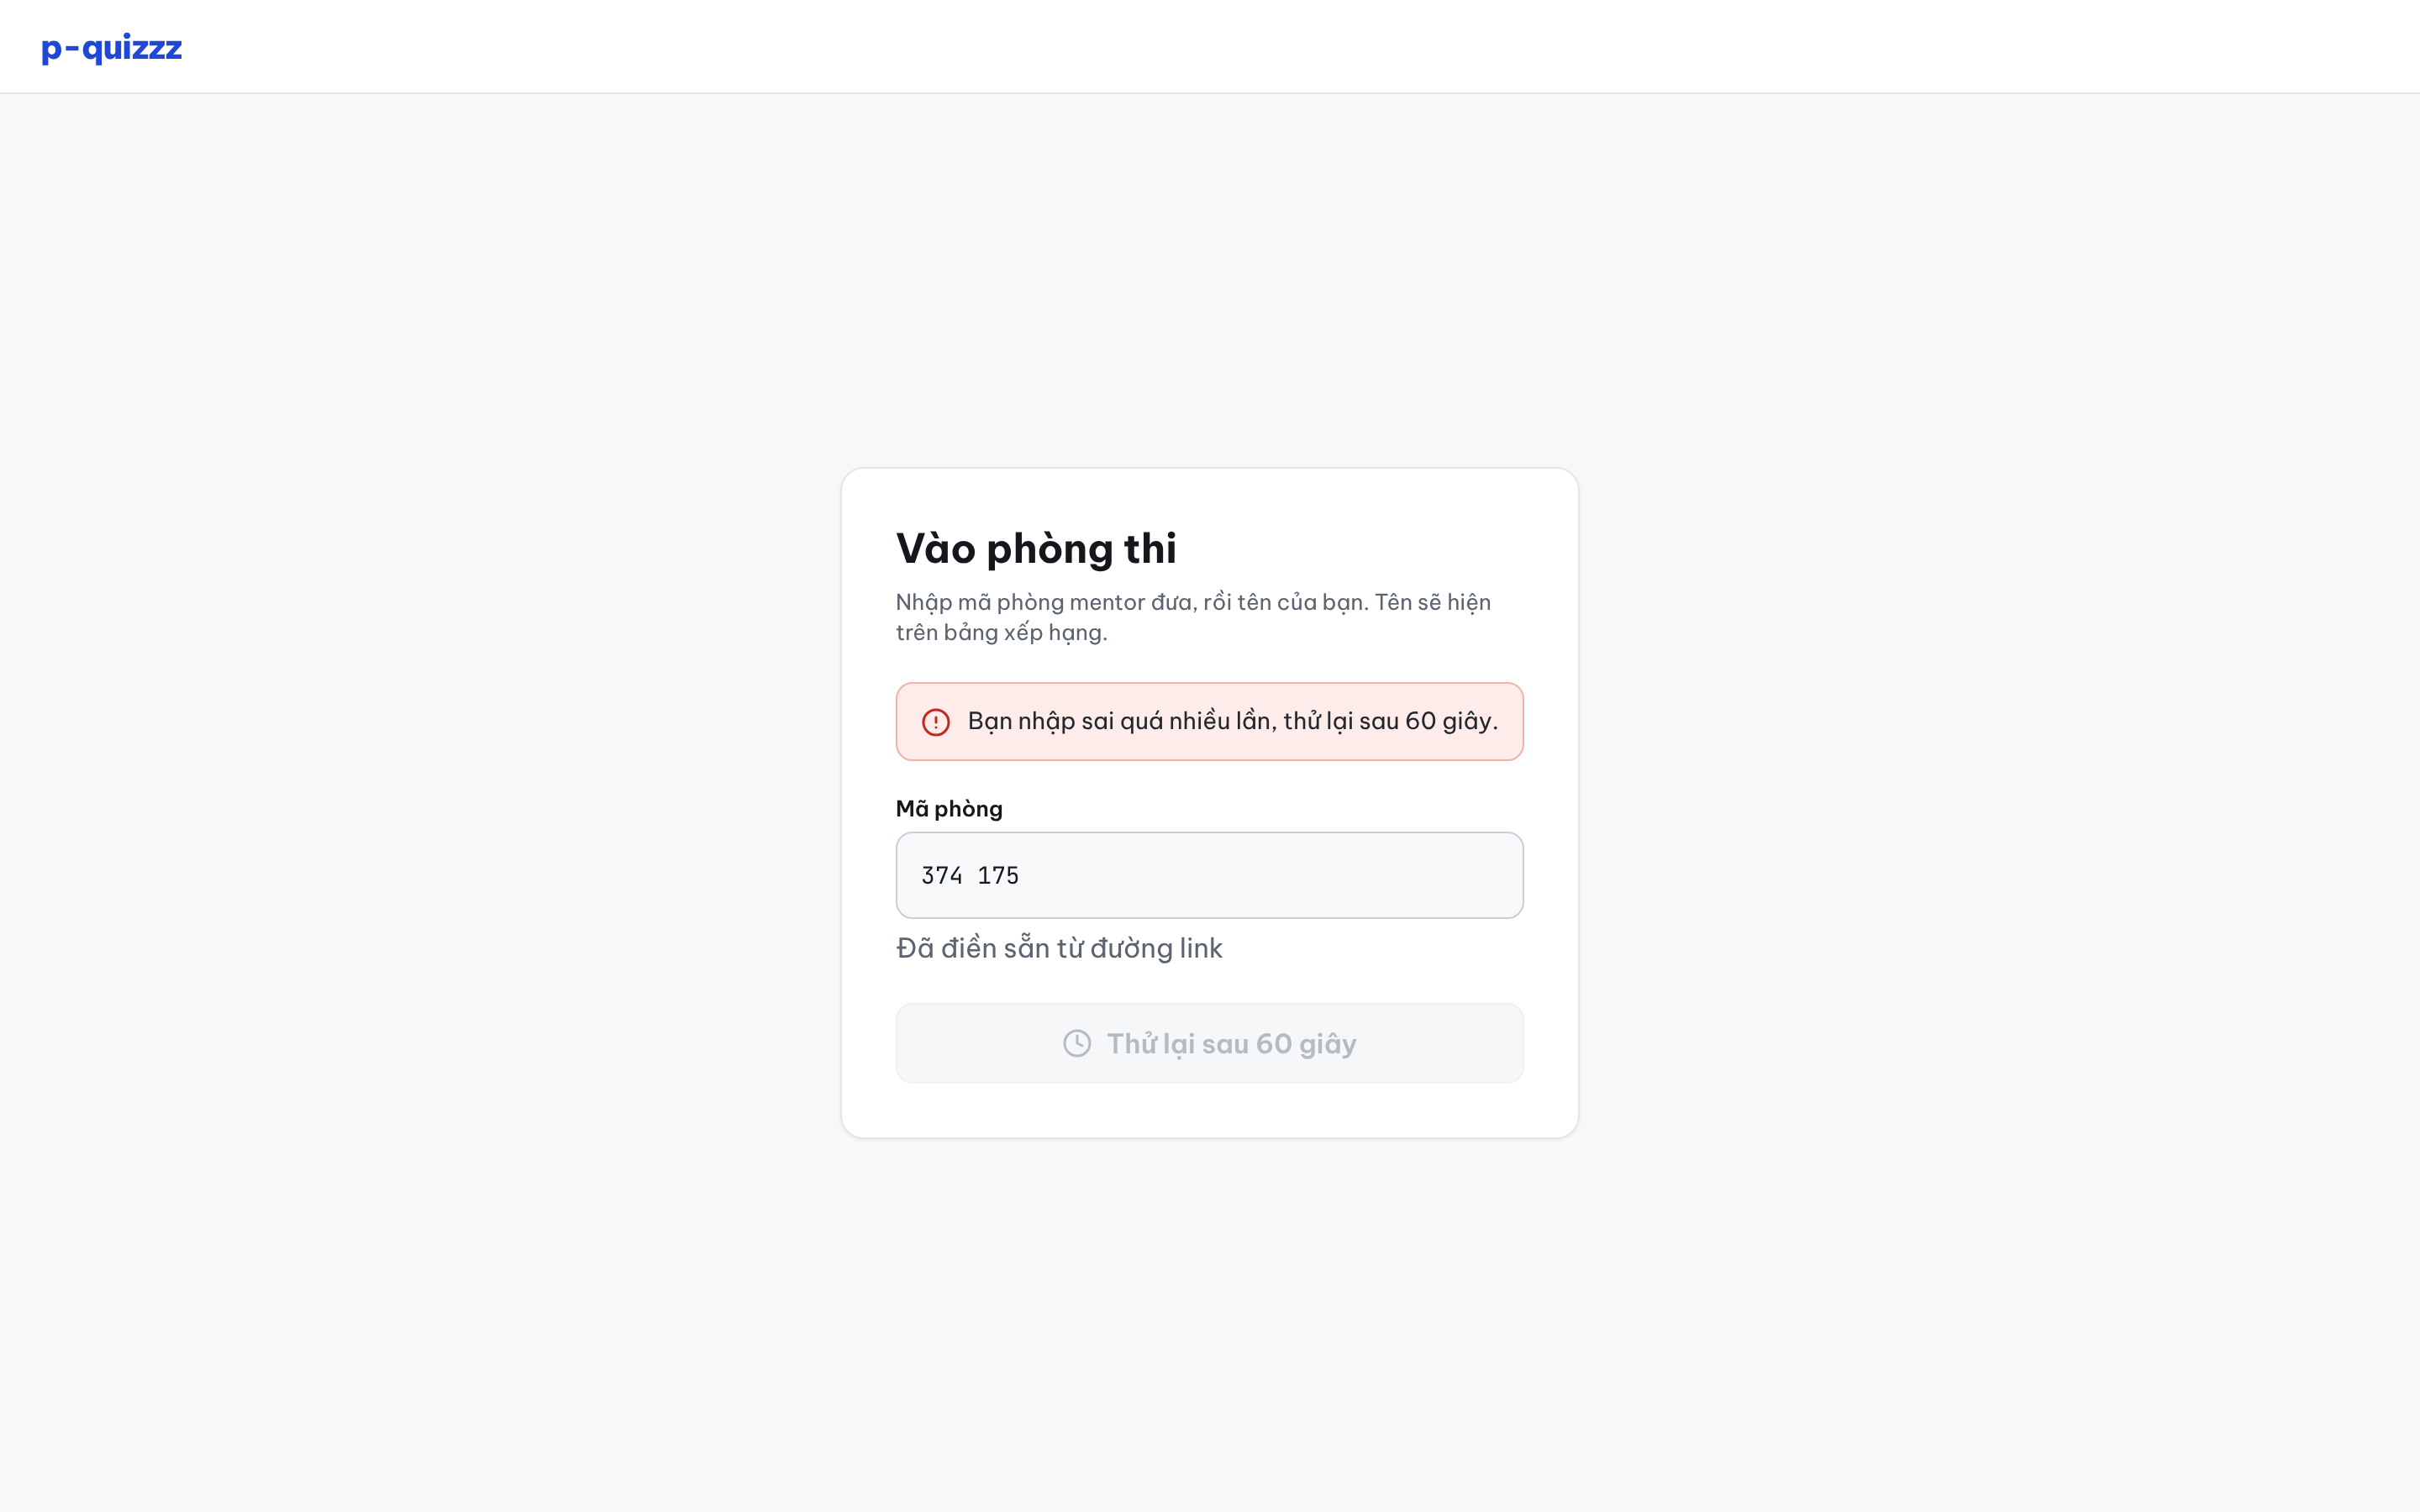 p-quizzz
Vào phòng thi
Nhập mã phòng mentor đưa, rồi tên của bạn. Tên sẽ hiện
trên bảng xếp hạng.
Bạn nhập sai quá nhiều lần, thử lại sau 60 giây.
Mã phòng
374 175
Đã điền sẵn từ đường link
Thử lại sau 60 giây